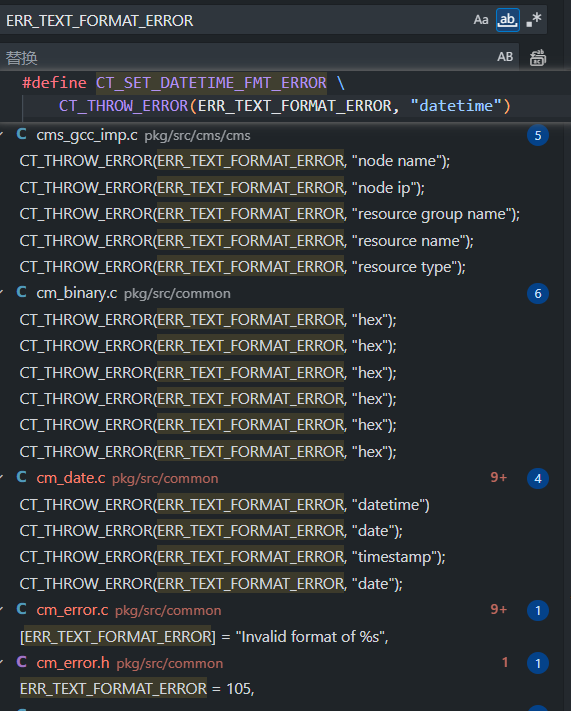 ERR_TEXT_FORMAT_ERROR Aa ab .*
替换 AB
#define CT_SET_DATETIME_FMT_ERROR \
CT_THROW_ERROR(ERR_TEXT_FORMAT_ERROR, "datetime")
C cms_gcc_imp.c pkg/src/cms/cms 5
CT_THROW_ERROR(ERR_TEXT_FORMAT_ERROR, "node name");
CT_THROW_ERROR(ERR_TEXT_FORMAT_ERROR, "node ip");
CT_THROW_ERROR(ERR_TEXT_FORMAT_ERROR, "resource group name");
CT_THROW_ERROR(ERR_TEXT_FORMAT_ERROR, "resource name");
CT_THROW_ERROR(ERR_TEXT_FORMAT_ERROR, "resource type");
C cm_binary.c pkg/src/common 6
CT_THROW_ERROR(ERR_TEXT_FORMAT_ERROR, "hex");
CT_THROW_ERROR(ERR_TEXT_FORMAT_ERROR, "hex");
CT_THROW_ERROR(ERR_TEXT_FORMAT_ERROR, "hex");
CT_THROW_ERROR(ERR_TEXT_FORMAT_ERROR, "hex");
CT_THROW_ERROR(ERR_TEXT_FORMAT_ERROR, "hex");
CT_THROW_ERROR(ERR_TEXT_FORMAT_ERROR, "hex");
C cm_date.c pkg/src/common 9+ 4
CT_THROW_ERROR(ERR_TEXT_FORMAT_ERROR, "datetime")
CT_THROW_ERROR(ERR_TEXT_FORMAT_ERROR, "date");
CT_THROW_ERROR(ERR_TEXT_FORMAT_ERROR, "timestamp");
CT_THROW_ERROR(ERR_TEXT_FORMAT_ERROR, "date");
C cm_error.c pkg/src/common 9+ 1
[ERR_TEXT_FORMAT_ERROR] = "Invalid format of %s",
C cm_error.h pkg/src/common 1 1
ERR_TEXT_FORMAT_ERROR = 105,